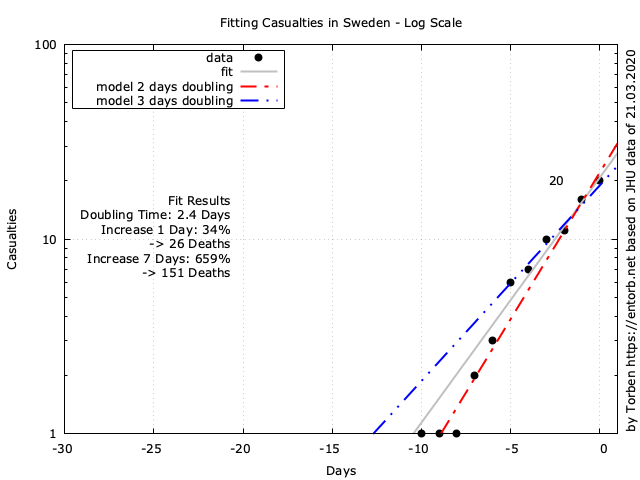 Fitting Casualties in Sweden - Log Scale
100
10
1
Casualties
data
fit
model 2 days doubling
model 3 days doubling
Fit Results
Doubling Time: 2.4 Days
Increase 1 Day: 34%
-> 26 Deaths
Increase 7 Days: 659%
-> 151 Deaths
20
-30 -25 -20 -15 -10 -5 0
Days
by Torben https://entorb.net based on JHU data of 21.03.2020